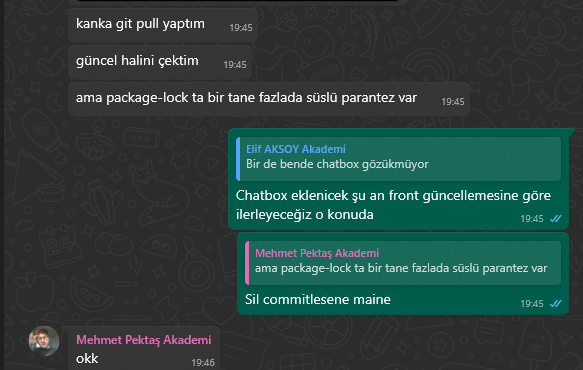 kanka git pull yaptım 19:45
güncel halini çektim 19:45
ama package-lock ta bir tane fazlada süslü parantez var 19:45
Elif AKSOY Akademi
Bir de bende chatbox gözükmüyor
Chatbox eklenicek şu an front güncellemesine göre
ilerleyeceğiz o konuda 19:45
Mehmet Pektaş Akademi
ama package-lock ta bir tane fazlada süslü parantez var
Sil commitlesene maine 19:45
Mehmet Pektaş Akademi
okk 19:46